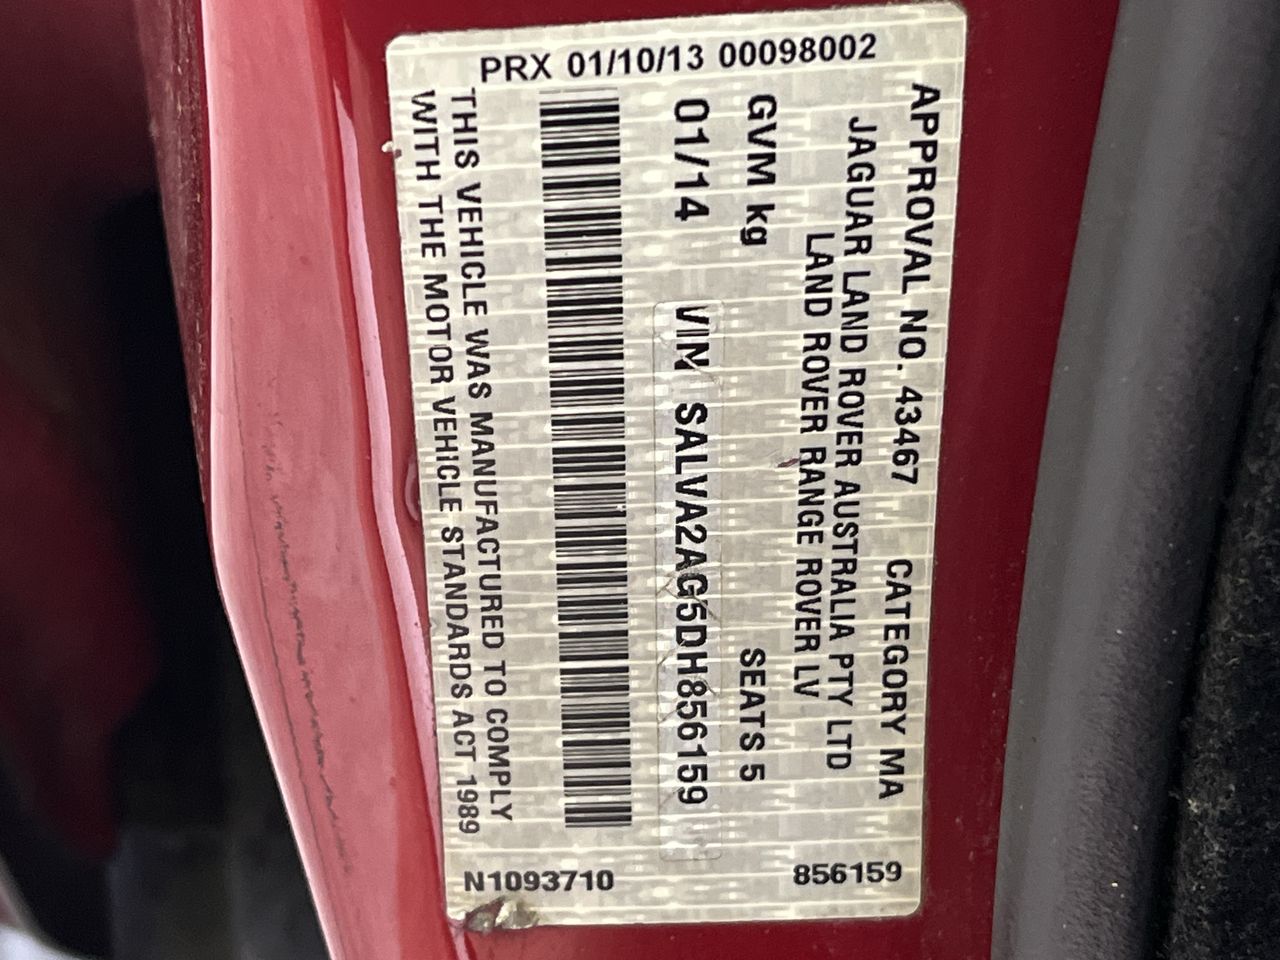 PRX 01/10/13 00098002
APPROVAL NO. 43467 CATEGORY MA
JAGUAR LAND ROVER AUSTRALIA PTY LTD
LAND ROVER RANGE ROVER LV
GVM kg SEATS 5
01/14 VIN SALVA2AG5DH856159
THIS VEHICLE WAS MANUFACTURED TO COMPLY
WITH THE MOTOR VEHICLE STANDARDS ACT 1989
N1093710 856159